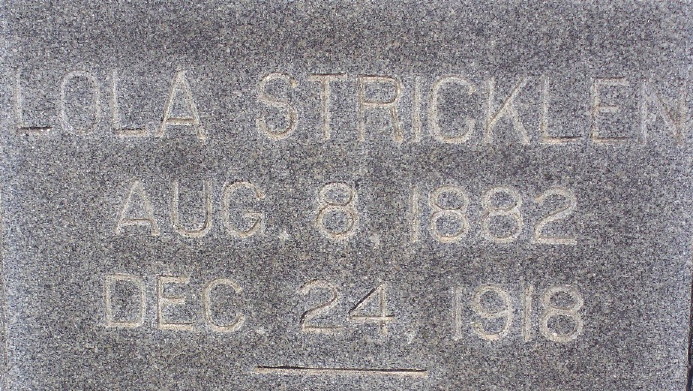 LOLA STRICKLEN
AUG. 8, 1882
DEC. 24, 1918